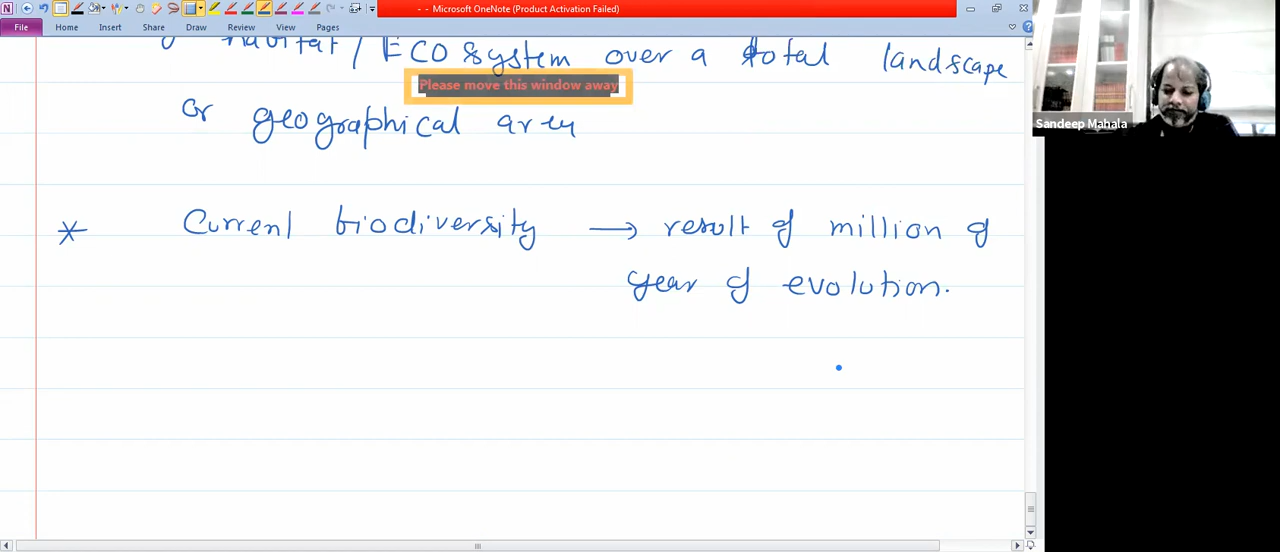 - - Microsoft OneNote (Product Activation Failed)
File Home Insert Share Draw Review View Pages
habitat / ECO system over a total landscape
Please move this window away
or geographical area
Sandeep Mahala
* Current biodiversity → result of million of
year of evolution.